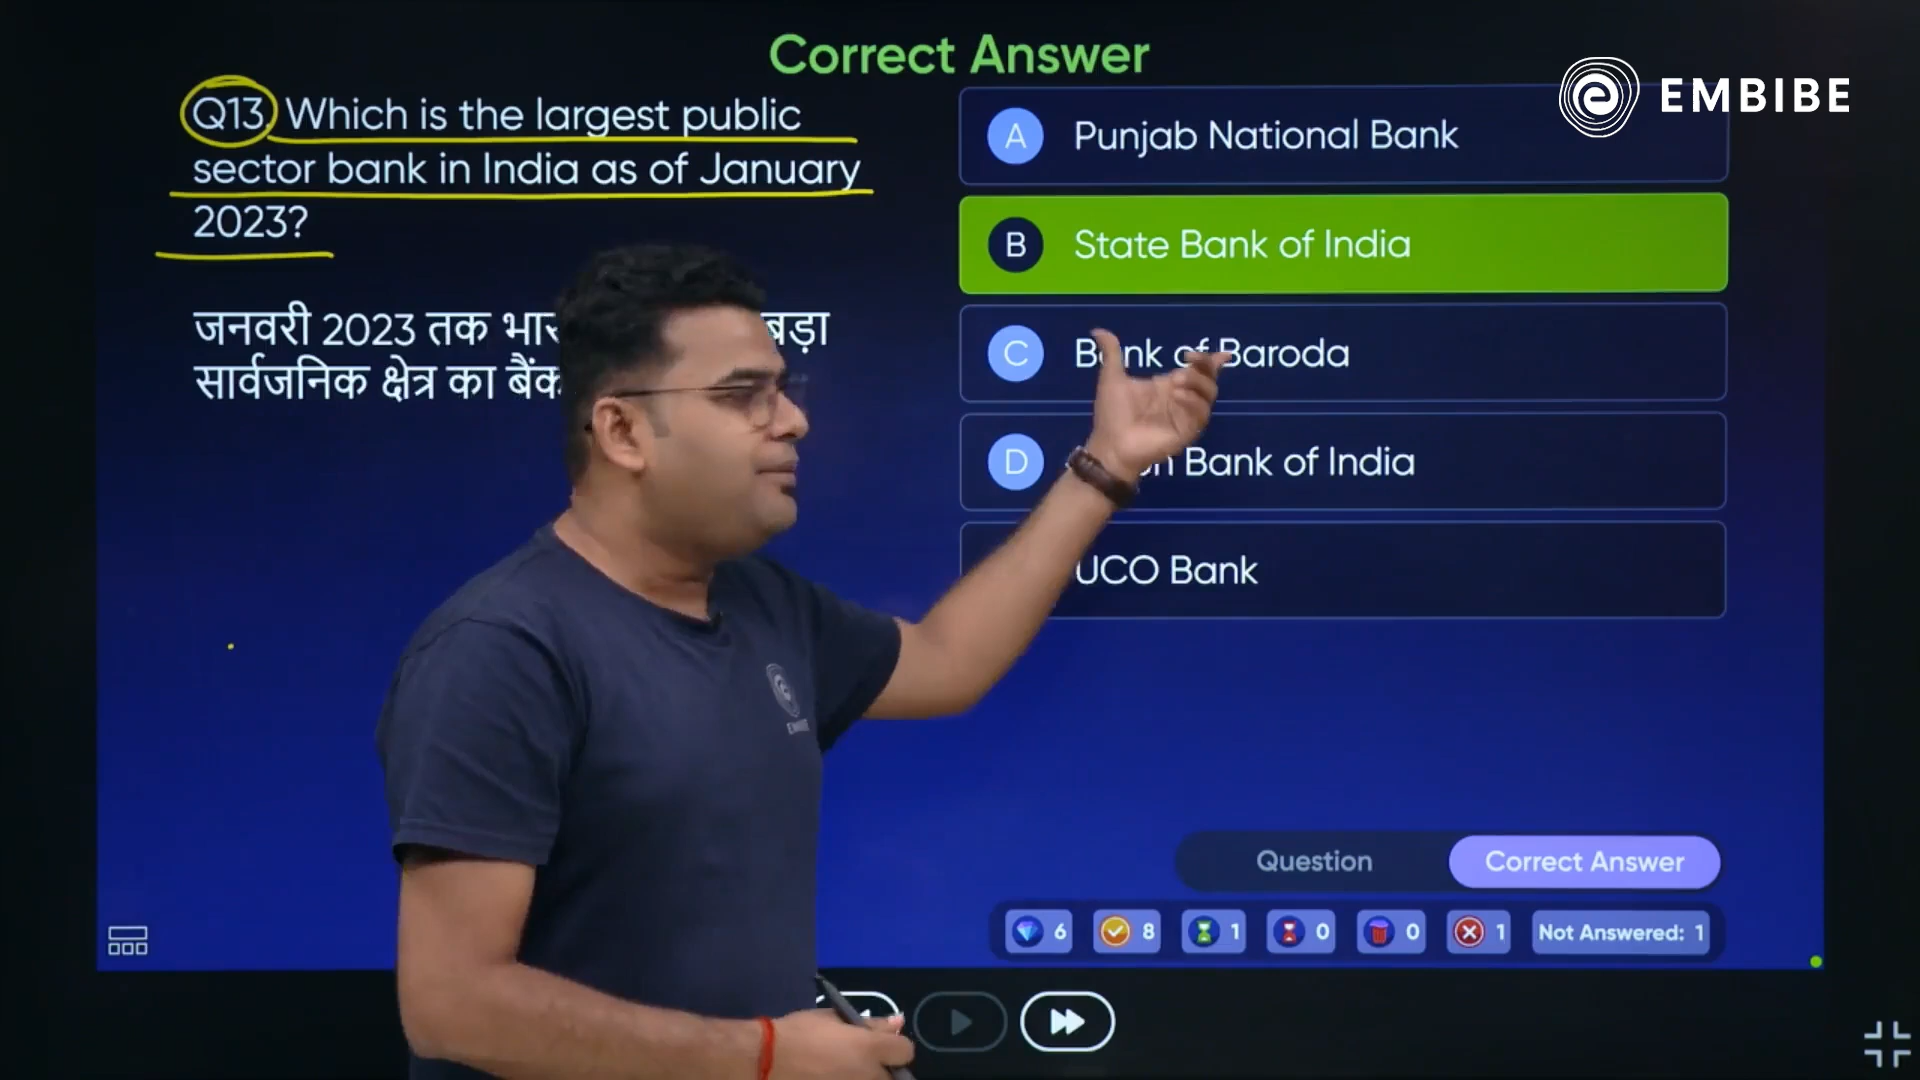 Correct Answer
EMBIBE
Q13. Which is the largest public
sector bank in India as of January
2023?
जनवरी 2023 तक
सार्वजनिक क्षेत्र का बैंक
A Punjab National Bank
B State Bank of India
C Bank of Baroda
D Bank of India
UCO Bank
Question Correct Answer
6 8 1 0 0 1 Not Answered: 1